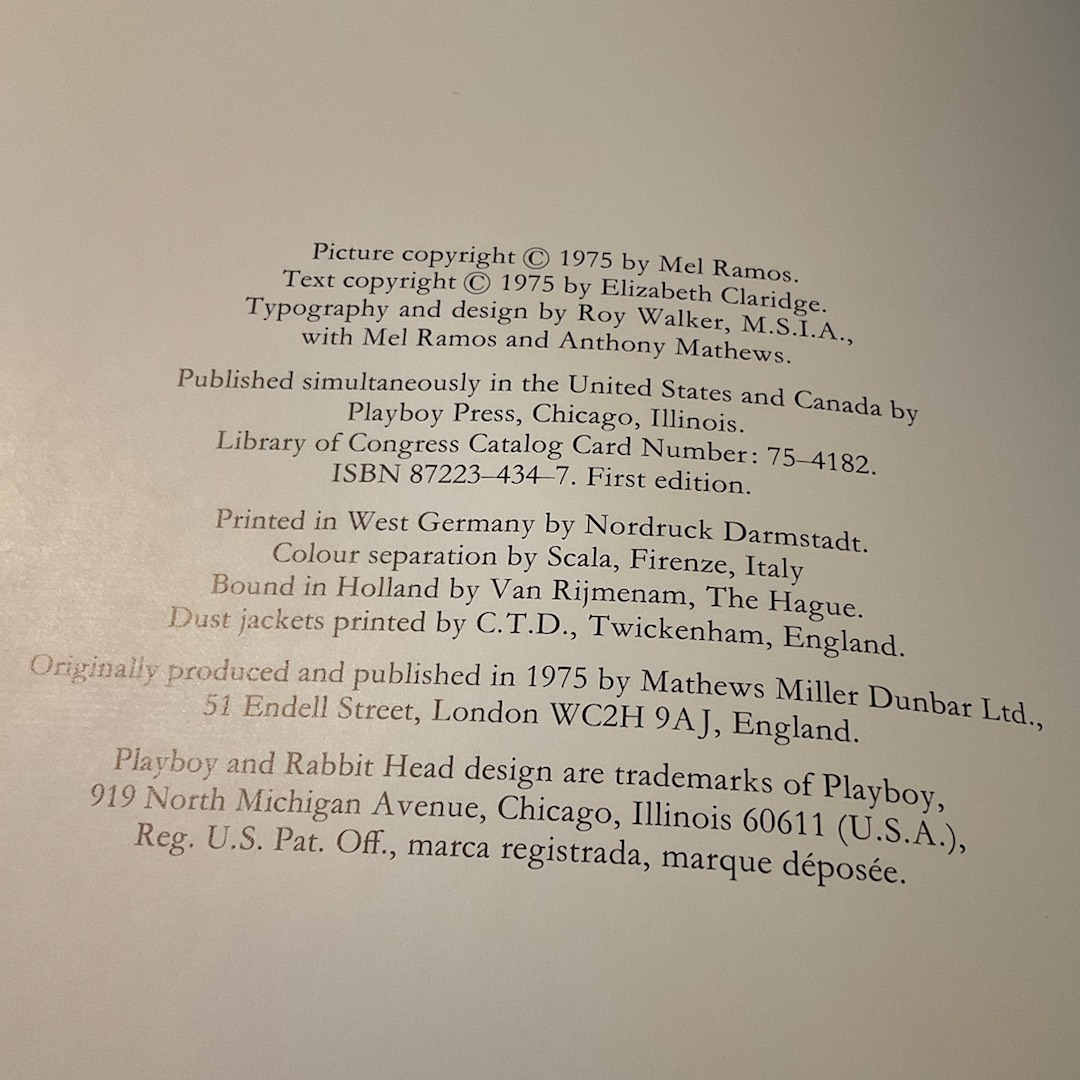 Picture copyright © 1975 by Mel Ramos.
Text copyright © 1975 by Elizabeth Claridge.
Typography and design by Roy Walker, M.S.I.A.,
with Mel Ramos and Anthony Mathews.
Published simultaneously in the United States and Canada by
Playboy Press, Chicago, Illinois.
Library of Congress Catalog Card Number: 75–4182.
ISBN 87223–434–7. First edition.
Printed in West Germany by Nordruck Darmstadt.
Colour separation by Scala, Firenze, Italy
Bound in Holland by Van Rijmenam, The Hague.
Dust jackets printed by C.T.D., Twickenham, England.
Originally produced and published in 1975 by Mathews Miller Dunbar Ltd.,
51 Endell Street, London WC2H 9AJ, England.
Playboy and Rabbit Head design are trademarks of Playboy,
919 North Michigan Avenue, Chicago, Illinois 60611 (U.S.A.),
Reg. U.S. Pat. Off., marca registrada, marque déposée.